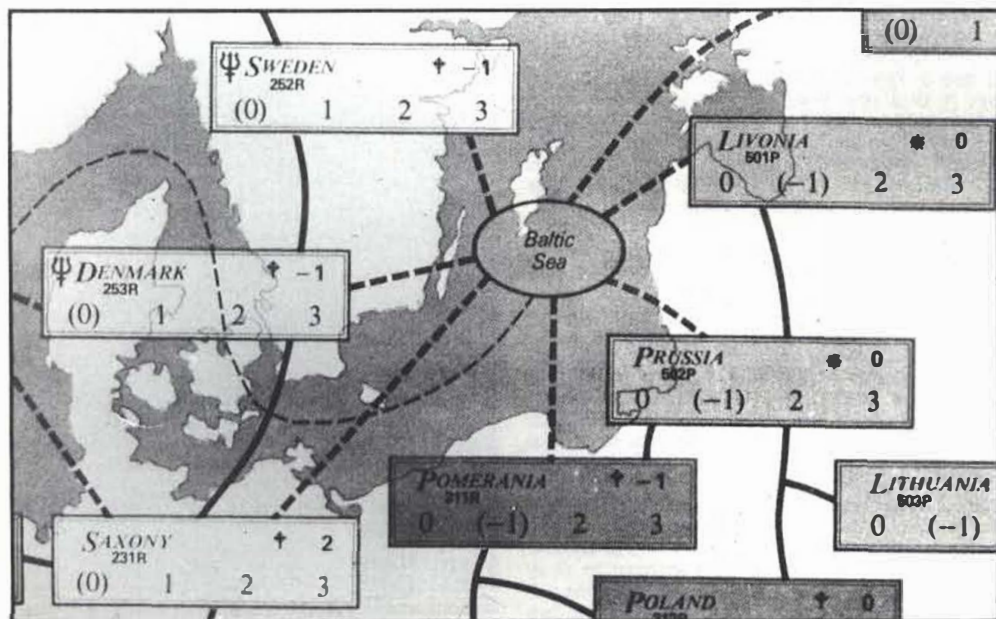 SWEDEN † -1
252R
(0) 1 2 3
(0) 1
LIVONIA 0
501P
0 (-1) 2 3
Baltic
Sea
DENMARK † -1
253R
(0) 1 2 3
PRUSSIA 0
502P
0 (-1) 2 3
POMERANIA † -1
311R
0 (-1) 2 3
LITHUANIA
503P
0 (-1)
SAXONY † 2
231R
(0) 1 2 3
POLAND † 0